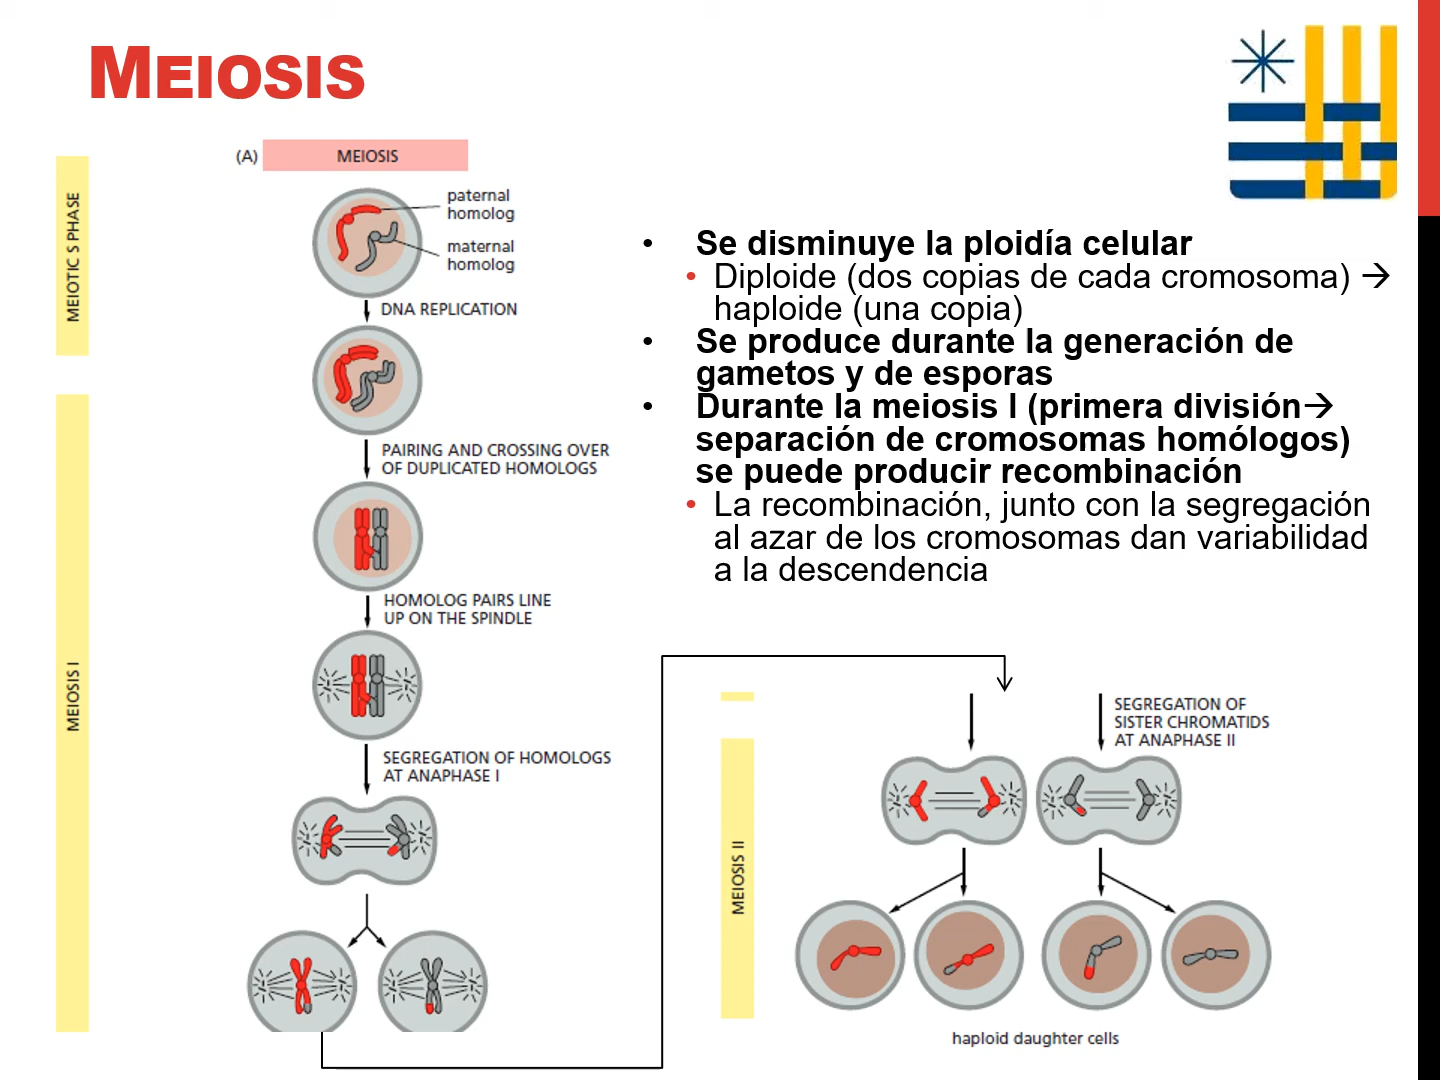 MEIOSIS
(A) MEIOSIS
MEIOTIC S PHASE
paternal
homolog
maternal
homolog
DNA REPLICATION
MEIOSIS I
PAIRING AND CROSSING OVER
OF DUPLICATED HOMOLOGS
HOMOLOG PAIRS LINE
UP ON THE SPINDLE
SEGREGATION OF HOMOLOGS
AT ANAPHASE I
• Se disminuye la ploidía celular
• Diploide (dos copias de cada cromosoma) →
haploide (una copia)
• Se produce durante la generación de
gametos y de esporas
• Durante la meiosis I (primera división→
separación de cromosomas homólogos)
se puede producir recombinación
• La recombinación, junto con la segregación
al azar de los cromosomas dan variabilidad
a la descendencia
SEGREGATION OF
SISTER CHROMATIDS
AT ANAPHASE II
MEIOSIS II
haploid daughter cells